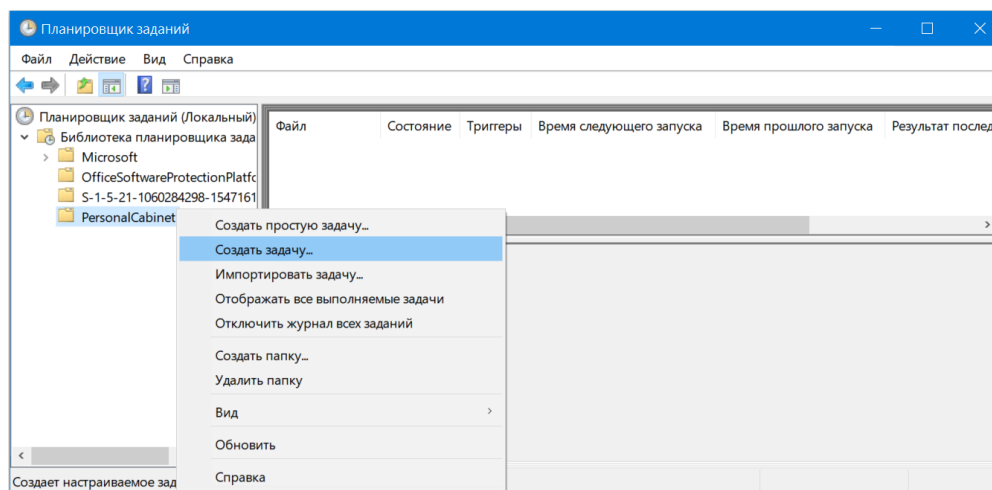 Планировщик заданий
Файл Действие Вид Справка
Планировщик заданий (Локальный)
Библиотека планировщика зада
Microsoft
OfficeSoftwareProtectionPlatfc
S-1-5-21-1060284298-1547161
PersonalCabinet
Файл Состояние Триггеры Время следующего запуска Время прошлого запуска Результат послед
Создать простую задачу...
Создать задачу...
Импортировать задачу...
Отображать все выполняемые задачи
Отключить журнал всех заданий
Создать папку...
Удалить папку
Вид
Обновить
Справка
Создает настраиваемое зад